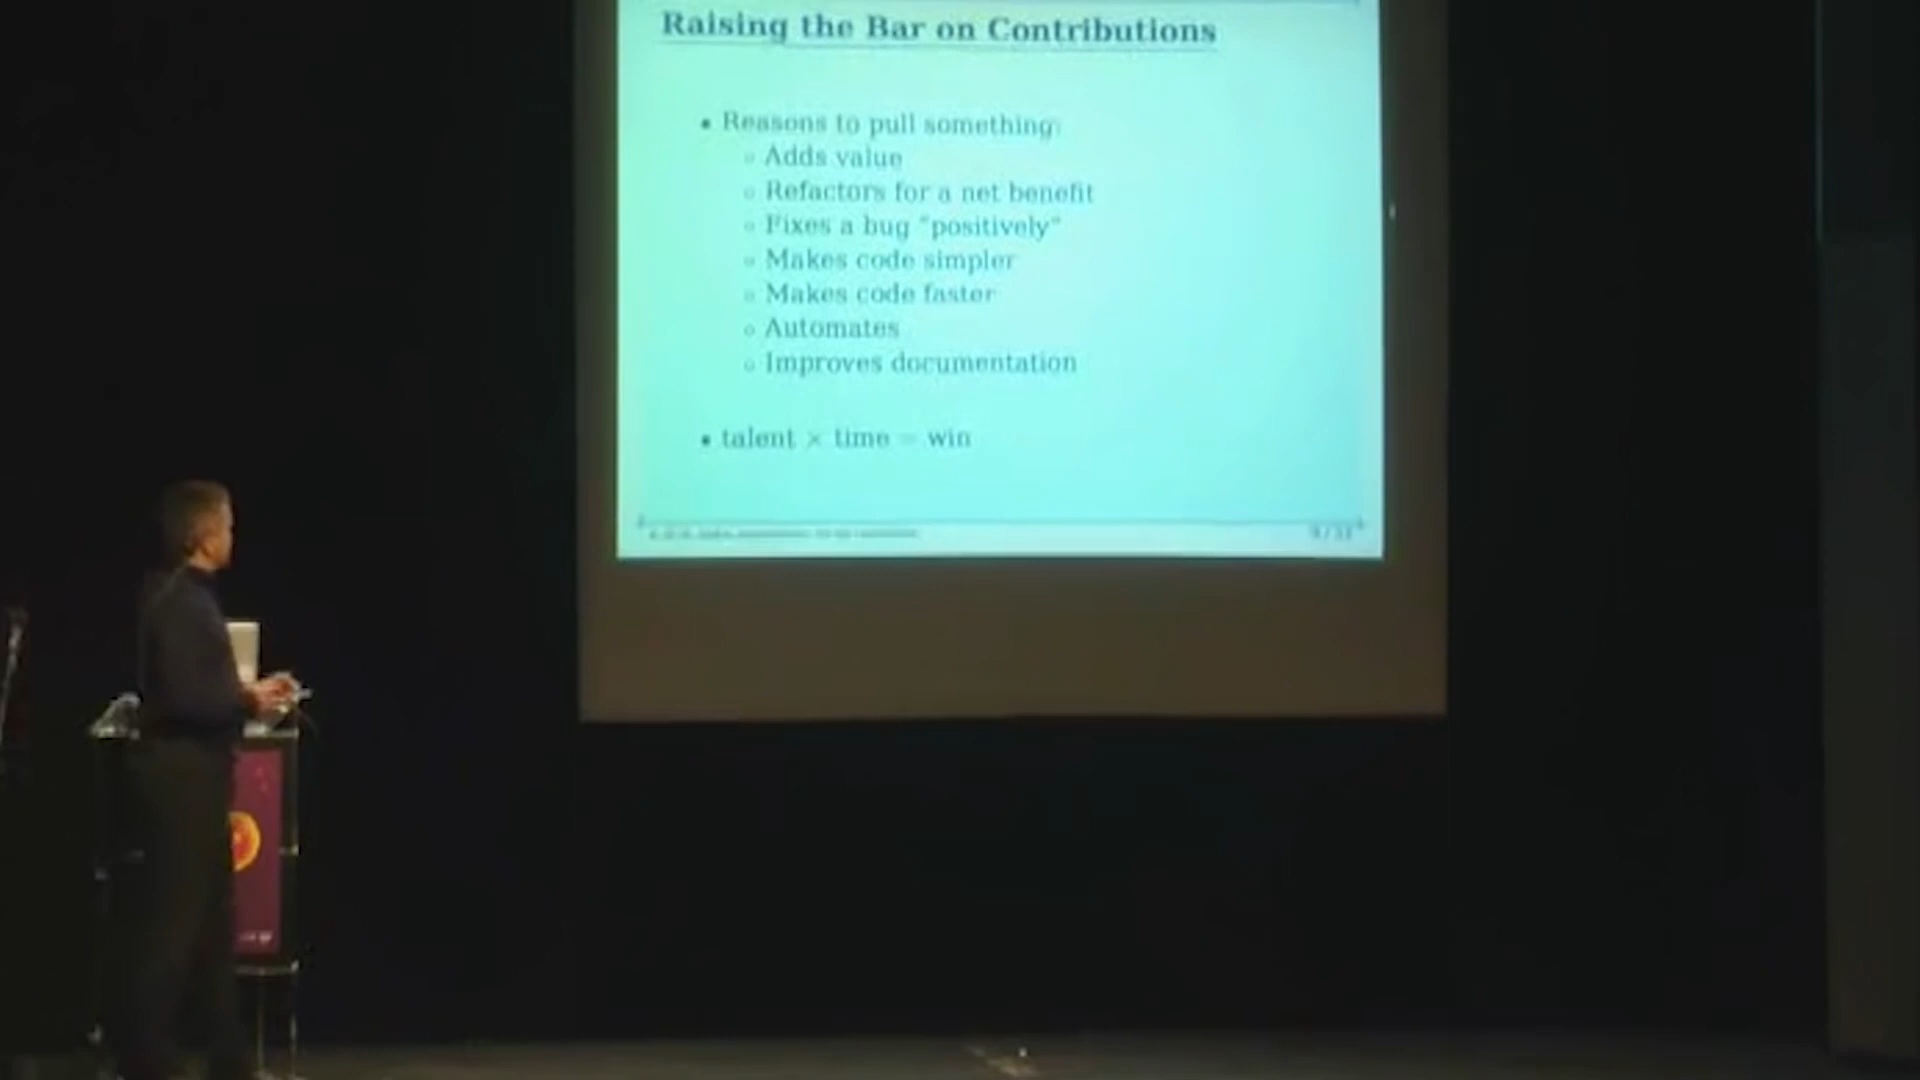 Raising the Bar on Contributions
• Reasons to pull something:
◦ Adds value
◦ Refactors for a net benefit
◦ Fixes a bug "positively"
◦ Makes code simpler
◦ Makes code faster
◦ Automates
◦ Improves documentation
• talent × time = win